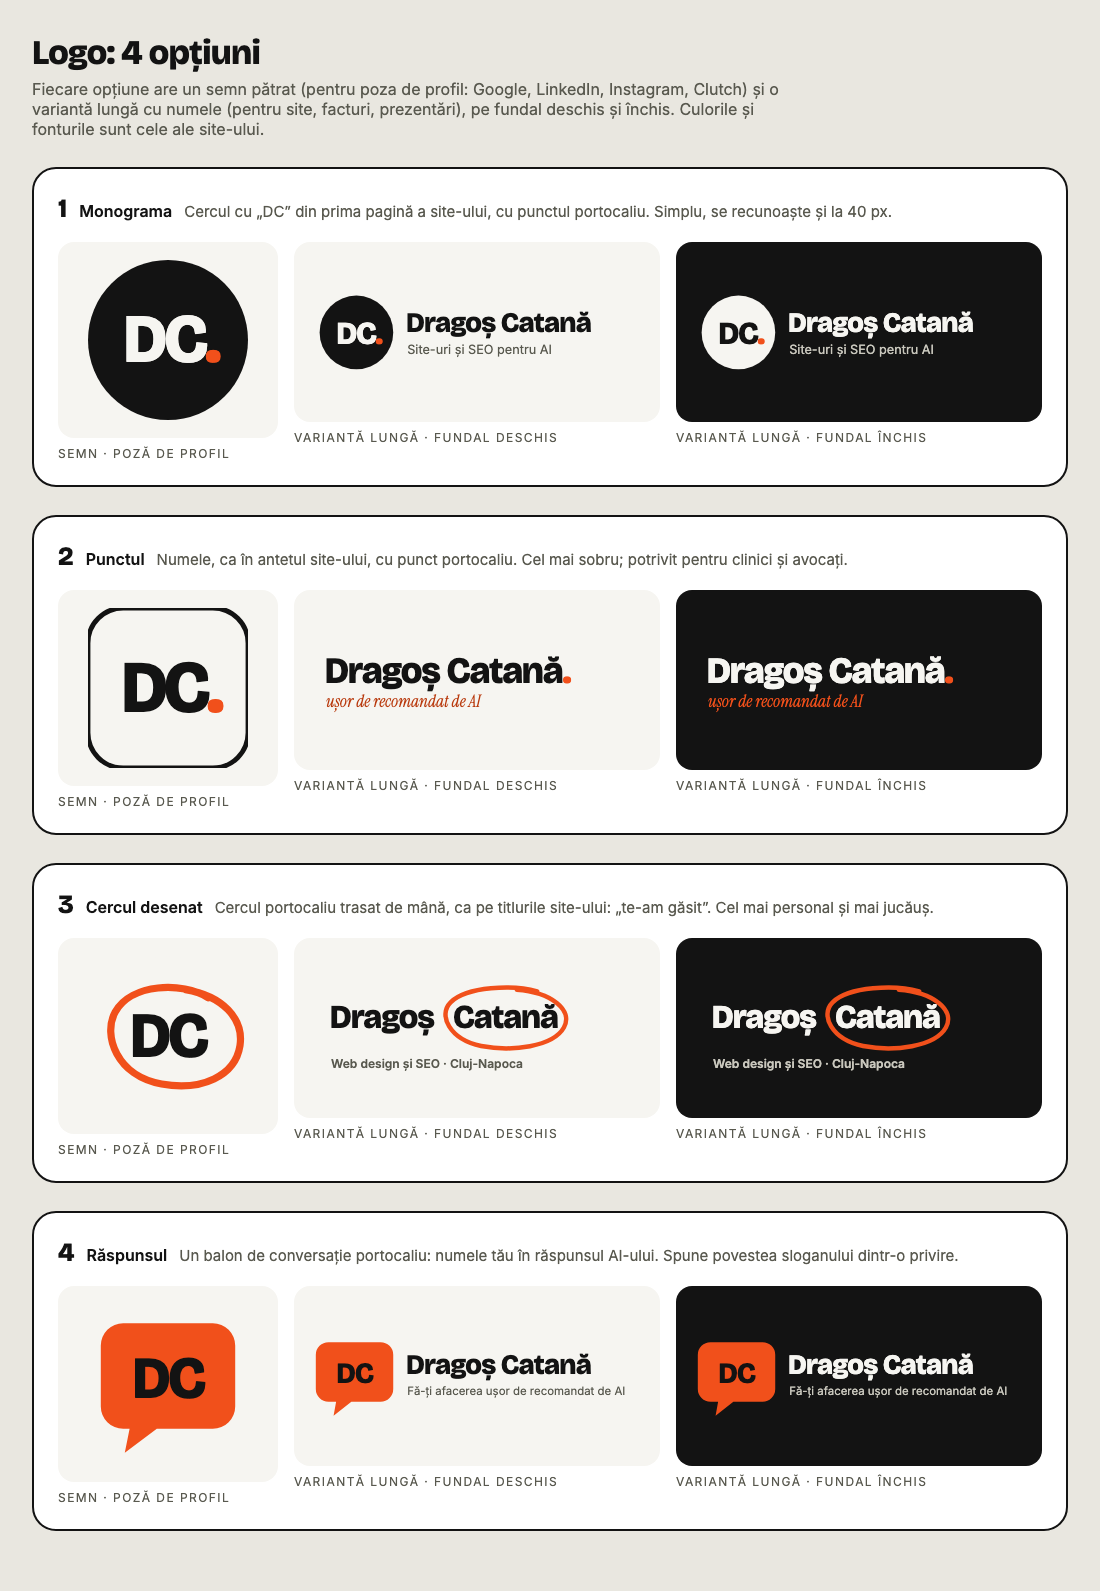 Logo: 4 opțiuni
Fiecare opțiune are un semn pătrat (pentru poza de profil: Google, LinkedIn, Instagram, Clutch) și o
variantă lungă cu numele (pentru site, facturi, prezentări), pe fundal deschis și închis. Culorile și
fonturile sunt cele ale site-ului.
1 Monograma Cercul cu „DC” din prima pagină a site-ului, cu punctul portocaliu. Simplu, se recunoaște și la 40 px.
DC.
DC.
Dragoș Catană
Site-uri și SEO pentru AI
DC.
Dragoș Catană
Site-uri și SEO pentru AI
SEMN · POZĂ DE PROFIL
VARIANTĂ LUNGĂ · FUNDAL DESCHIS
VARIANTĂ LUNGĂ · FUNDAL ÎNCHIS
2 Punctul Numele, ca în antetul site-ului, cu punct portocaliu. Cel mai sobru; potrivit pentru clinici și avocați.
DC.
Dragoș Catană.
ușor de recomandat de AI
Dragoș Catană.
ușor de recomandat de AI
SEMN · POZĂ DE PROFIL
VARIANTĂ LUNGĂ · FUNDAL DESCHIS
VARIANTĂ LUNGĂ · FUNDAL ÎNCHIS
3 Cercul desenat Cercul portocaliu trasat de mână, ca pe titlurile site-ului: „te-am găsit”. Cel mai personal și mai jucăuș.
DC
Dragoș Catană
Web design și SEO · Cluj-Napoca
Dragoș Catană
Web design și SEO · Cluj-Napoca
SEMN · POZĂ DE PROFIL
VARIANTĂ LUNGĂ · FUNDAL DESCHIS
VARIANTĂ LUNGĂ · FUNDAL ÎNCHIS
4 Răspunsul Un balon de conversație portocaliu: numele tău în răspunsul AI-ului. Spune povestea sloganului dintr-o privire.
DC
DC
Dragoș Catană
Fă-ți afacerea ușor de recomandat de AI
DC
Dragoș Catană
Fă-ți afacerea ușor de recomandat de AI
SEMN · POZĂ DE PROFIL
VARIANTĂ LUNGĂ · FUNDAL DESCHIS
VARIANTĂ LUNGĂ · FUNDAL ÎNCHIS